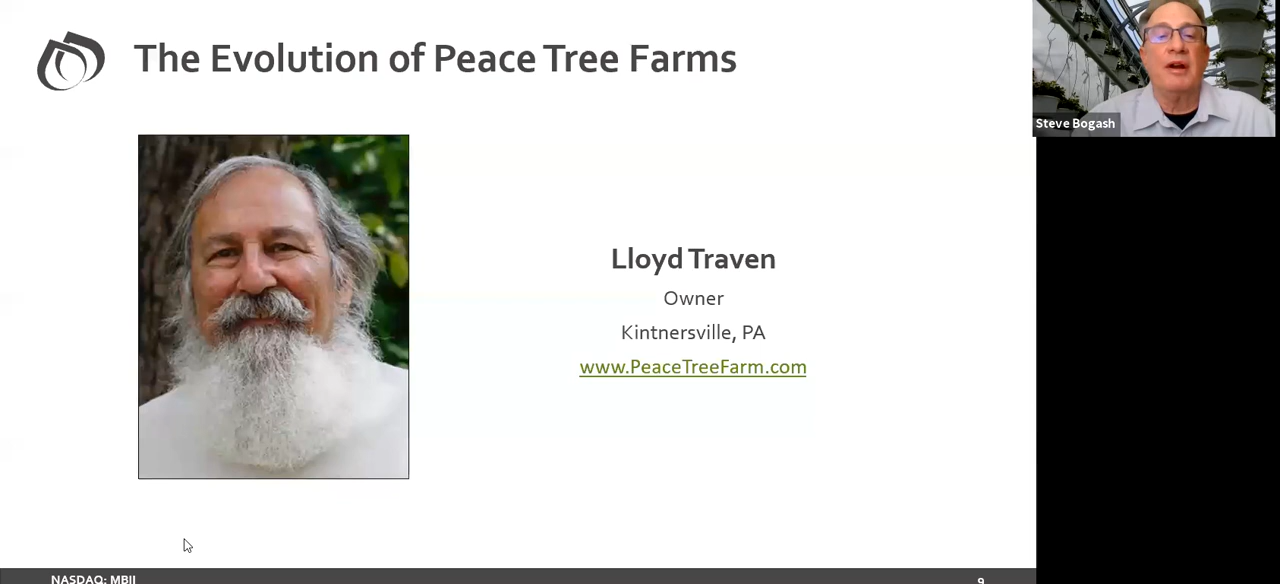 The Evolution of Peace Tree Farms
Steve Bogash
Lloyd Traven
Owner
Kintnersville, PA
www.PeaceTreeFarm.com
NASDAQ: MBII
9